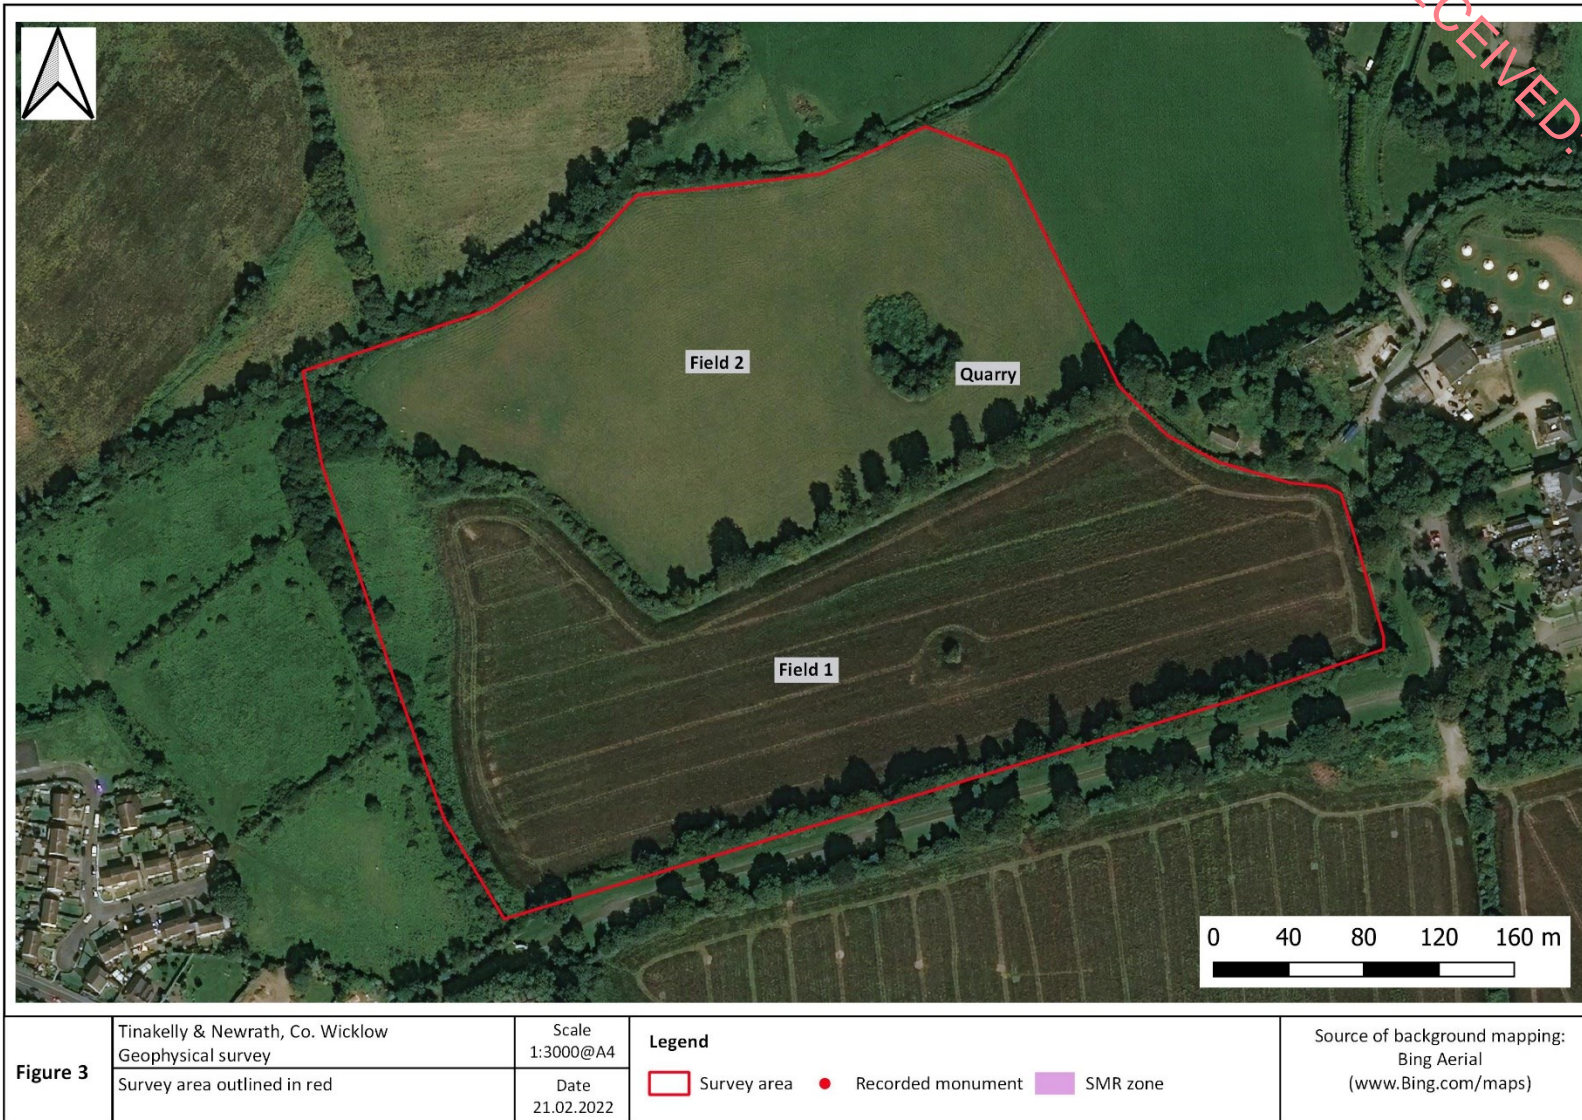 CEIVED.
Field 2
Quarry
Field 1
0 40 80 120 160 m
Figure 3
Tinakelly & Newrath, Co. Wicklow
Geophysical survey
Survey area outlined in red
Scale
1:3000@A4
Date
21.02.2022
Legend
Survey area
Recorded monument
SMR zone
Source of background mapping:
Bing Aerial
(www.Bing.com/maps)